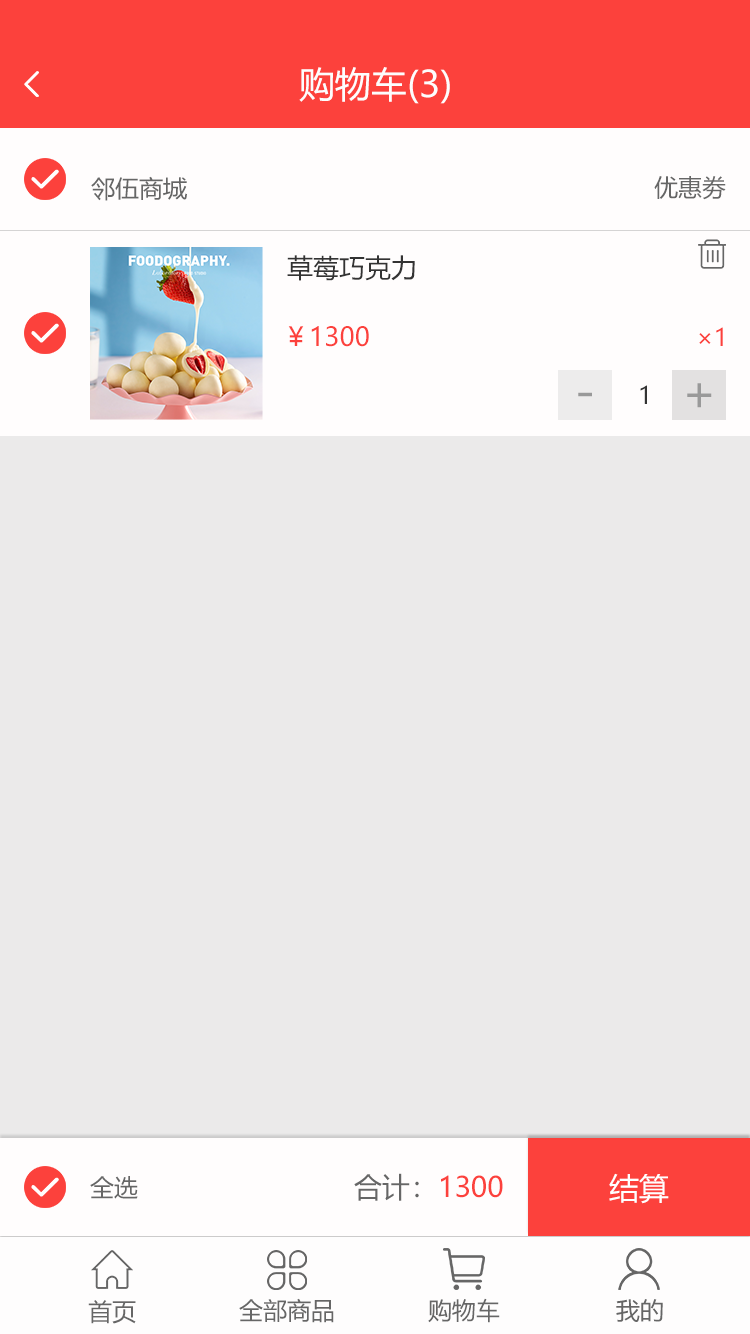 购物车(3)
邻伍商城
优惠劵
FOODOGRAPHY.
草莓巧克力
¥1300
×1
- 1 +
全选
合计：1300
结算
首页
全部商品
购物车
我的